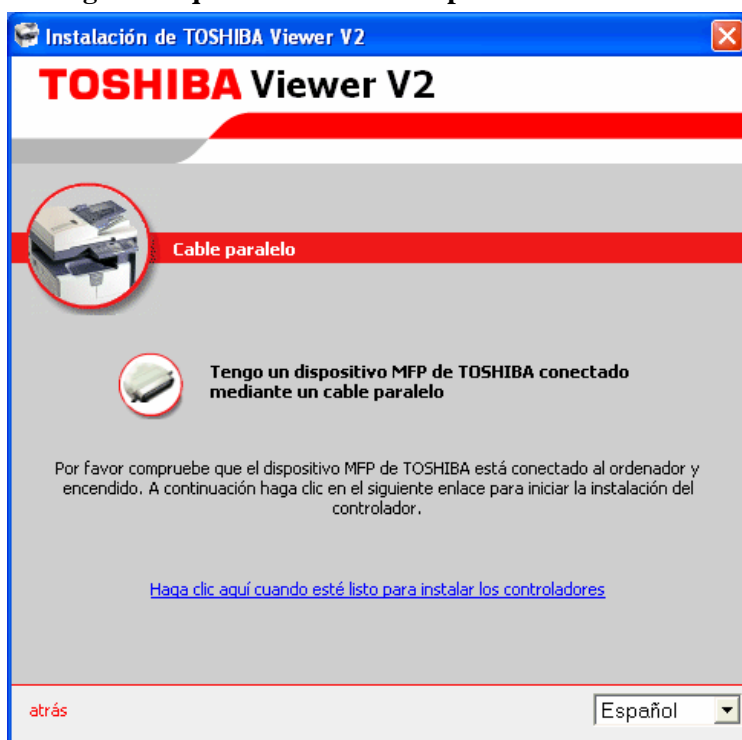 Instalación de TOSHIBA Viewer V2
TOSHIBA Viewer V2
Cable paralelo
Tengo un dispositivo MFP de TOSHIBA conectado
mediante un cable paralelo
Por favor compruebe que el dispositivo MFP de TOSHIBA está conectado al ordenador y
encendido. A continuación haga clic en el siguiente enlace para iniciar la instalación del
controlador.
Haga clic aquí cuando esté listo para instalar los controladores
atrás
Español